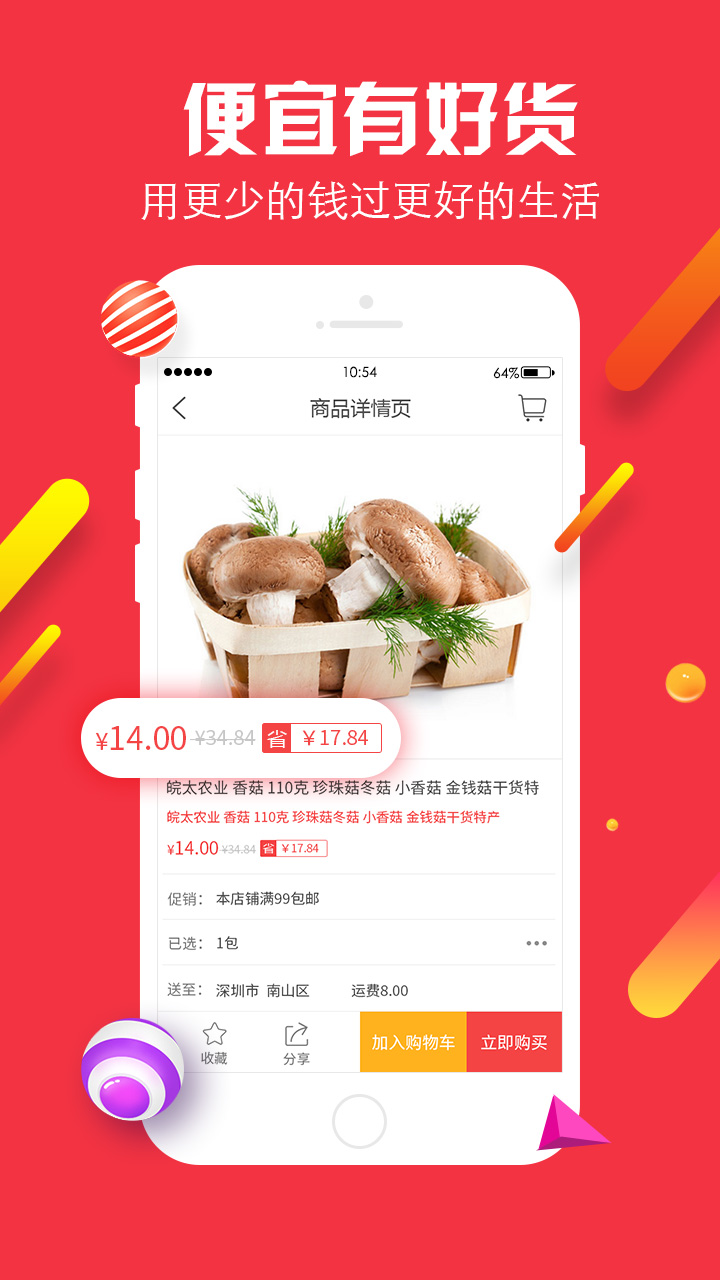 便宜有好货
用更少的钱过更好的生活
10:54
64%
商品详情页
¥14.00 ¥34.84 省 ¥17.84
皖太农业 香菇 110克 珍珠菇冬菇 小香菇 金钱菇干货特
皖太农业 香菇 110克 珍珠菇冬菇 小香菇 金钱菇干货特产
¥14.00 ¥34.84 省 ¥17.84
促销： 本店铺满99包邮
已选： 1包
送至： 深圳市 南山区 运费8.00
收藏 分享 加入购物车 立即购买